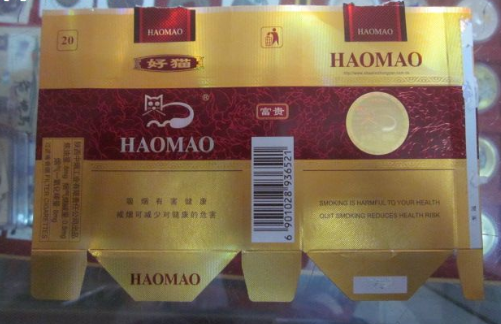 20
HAOMAO
HAOMAO
好猫
HAOMAO
®
富贵
HAOMAO
吸烟有害健康
戒烟可减少对健康的危害
6 901028 936521
SMOKING IS HARMFUL TO YOUR HEALTH
QUIT SMOKING REDUCES HEALTH RISK
HAOMAO